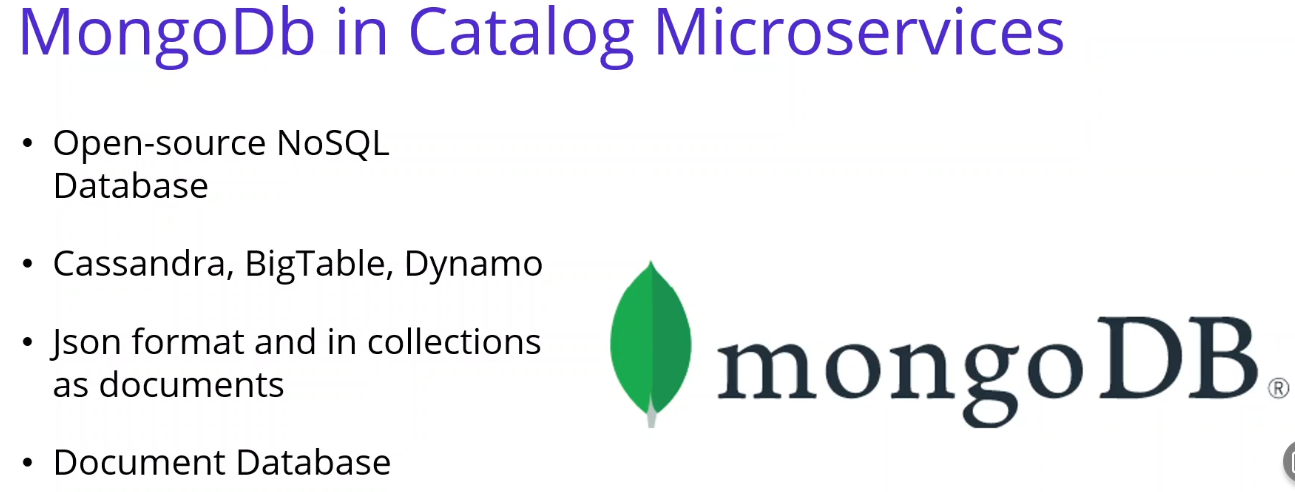 MongoDb in Catalog Microservices
• Open-source NoSQL
Database
• Cassandra, BigTable, Dynamo
• Json format and in collections
as documents
• Document Database
mongoDB®